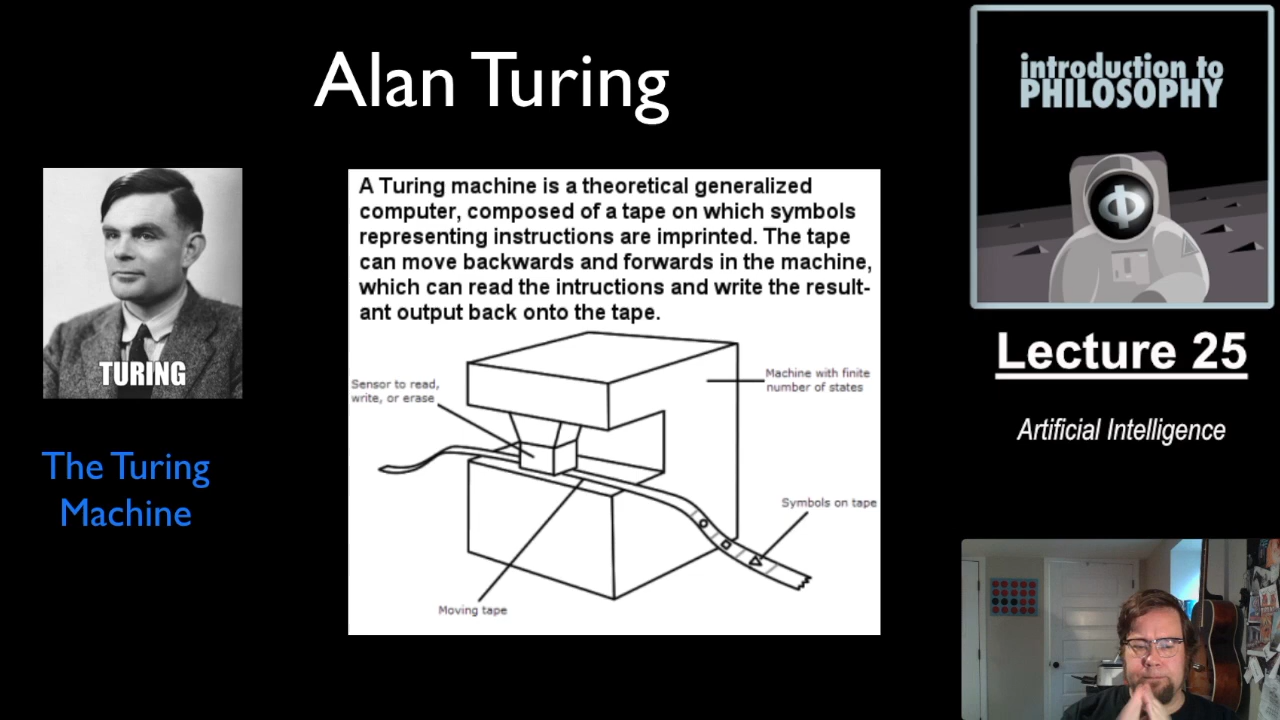 Alan Turing
introduction to
PHILOSOPHY
A Turing machine is a theoretical generalized
computer, composed of a tape on which symbols
representing instructions are imprinted. The tape
can move backwards and forwards in the machine,
which can read the intructions and write the result-
ant output back onto the tape.
TURING
The Turing
Machine
Sensor to read,
write, or erase
Machine with finite
number of states
Symbols on tape
Moving tape
Lecture 25
Artificial Intelligence